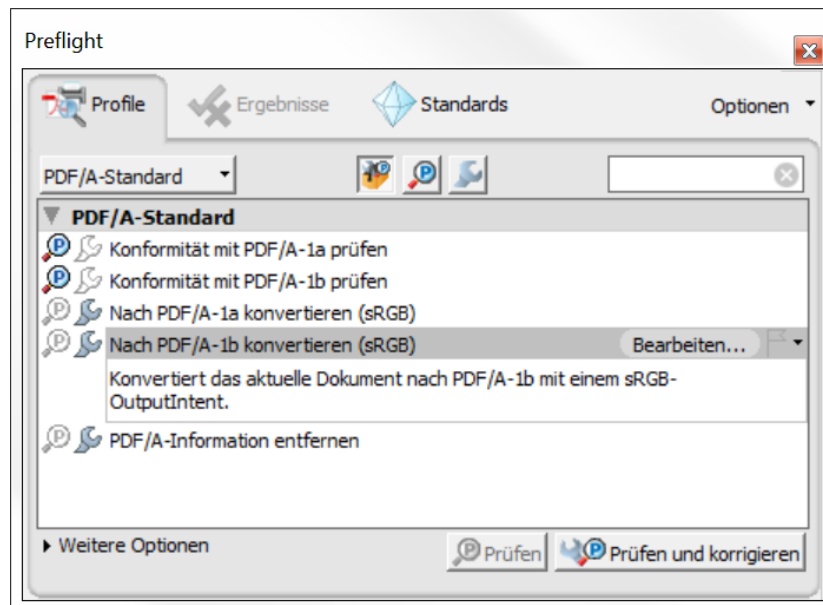 Preflight
Profile
Ergebnisse
Standards
Optionen
PDF/A-Standard
PDF/A-Standard
Konformität mit PDF/A-1a prüfen
Konformität mit PDF/A-1b prüfen
Nach PDF/A-1a konvertieren (sRGB)
Nach PDF/A-1b konvertieren (sRGB) Bearbeiten...
Konvertiert das aktuelle Dokument nach PDF/A-1b mit einem sRGB-
OutputIntent.
PDF/A-Information entfernen
Weitere Optionen
Prüfen
Prüfen und korrigieren